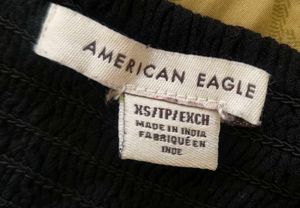 AMERICAN EAGLE
XS/TP/EXCH
MADE IN INDIA
FABRIQUÉ EN
INDE